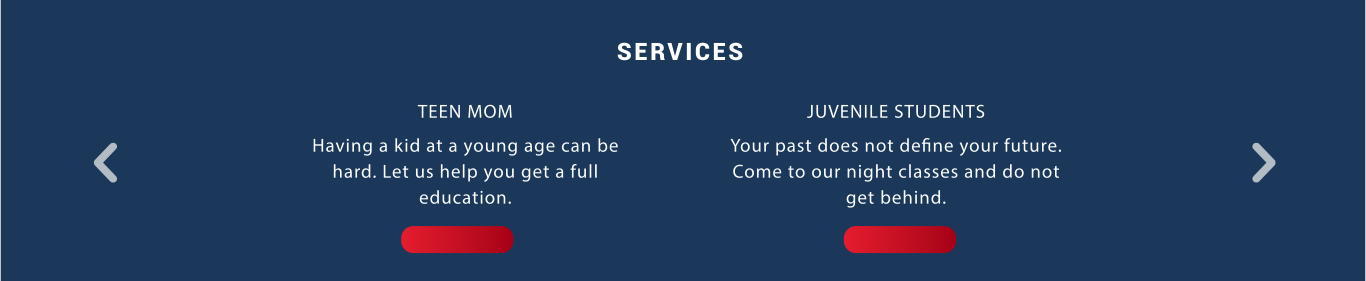 SERVICES
TEEN MOM
Having a kid at a young age can be
hard. Let us help you get a full
education.
JUVENILE STUDENTS
Your past does not define your future.
Come to our night classes and do not
get behind.